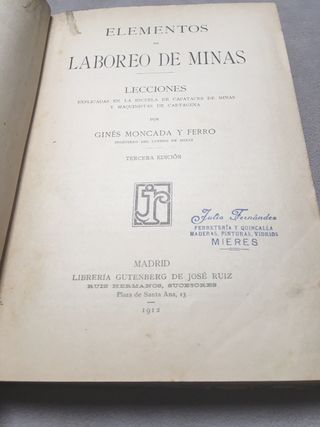 ELEMENTOS
DE
LABOREO DE MINAS
LECCIONES
EXPLICADAS EN LA ESCUELA DE CAPATACES DE MINAS
Y MAQUINISTAS DE CARTAGENA
POR
GINÉS MONCADA Y FERRO
INGENIERO DEL CUERPO DE MINAS
TERCERA EDICIÓN
jr
Julio Fernández
FERRETERÍA Y QUINCALLA
MADERAS, PINTURAS, VIDRIOS
MIERES
MADRID
LIBRERÍA GUTENBERG DE JOSÉ RUIZ
RUIZ HERMANOS, SUCESORES
Plaza de Santa Ana, 13
1912